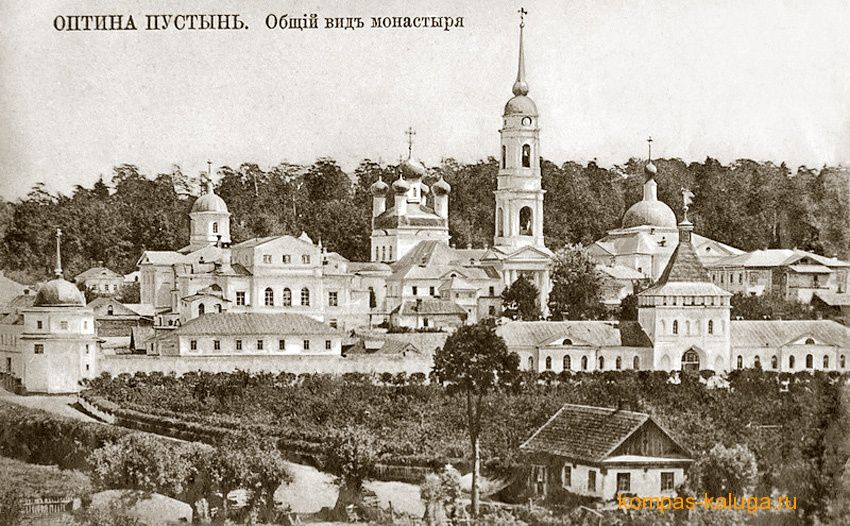 ОПТИНА ПУСТЫНЬ. Общій видъ монастыря
kompas-kaluga.ru